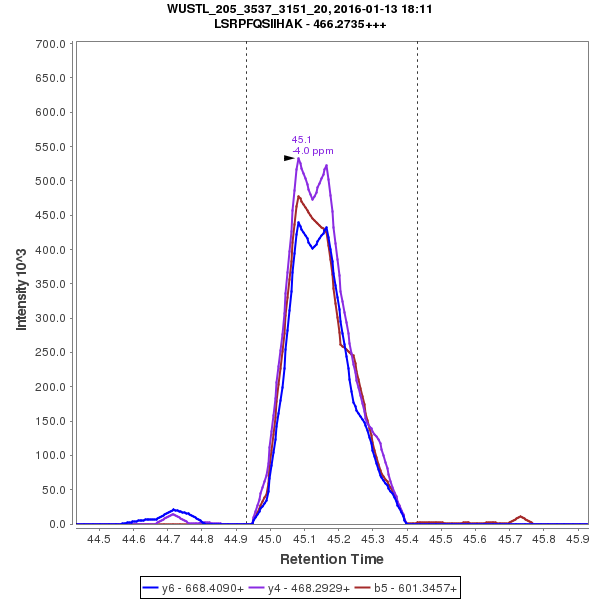 WUSTL_205_3537_3151_20, 2016-01-13 18:11
LSRPFQSIIHAK - 466.2735+++
Intensity 10^3
700.0
650.0
600.0
550.0
500.0
450.0
400.0
350.0
300.0
250.0
200.0
150.0
100.0
50.0
0.0
45.1
-4.0 ppm
44.5 44.6 44.7 44.8 44.9 45.0 45.1 45.2 45.3 45.4 45.5 45.6 45.7 45.8 45.9
Retention Time
y6 - 668.4090+ y4 - 468.2929+ b5 - 601.3457+